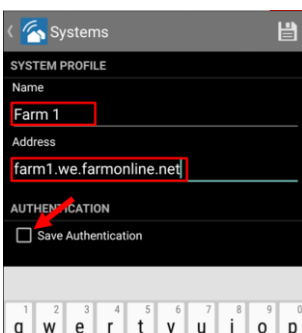 Systems
SYSTEM PROFILE
Name
Farm 1
Address
farm1.we.farmonline.net
AUTHENTICATION
Save Authentication
1 2 3 4 5 6 7 8 9 0
q w e r t y u i o p